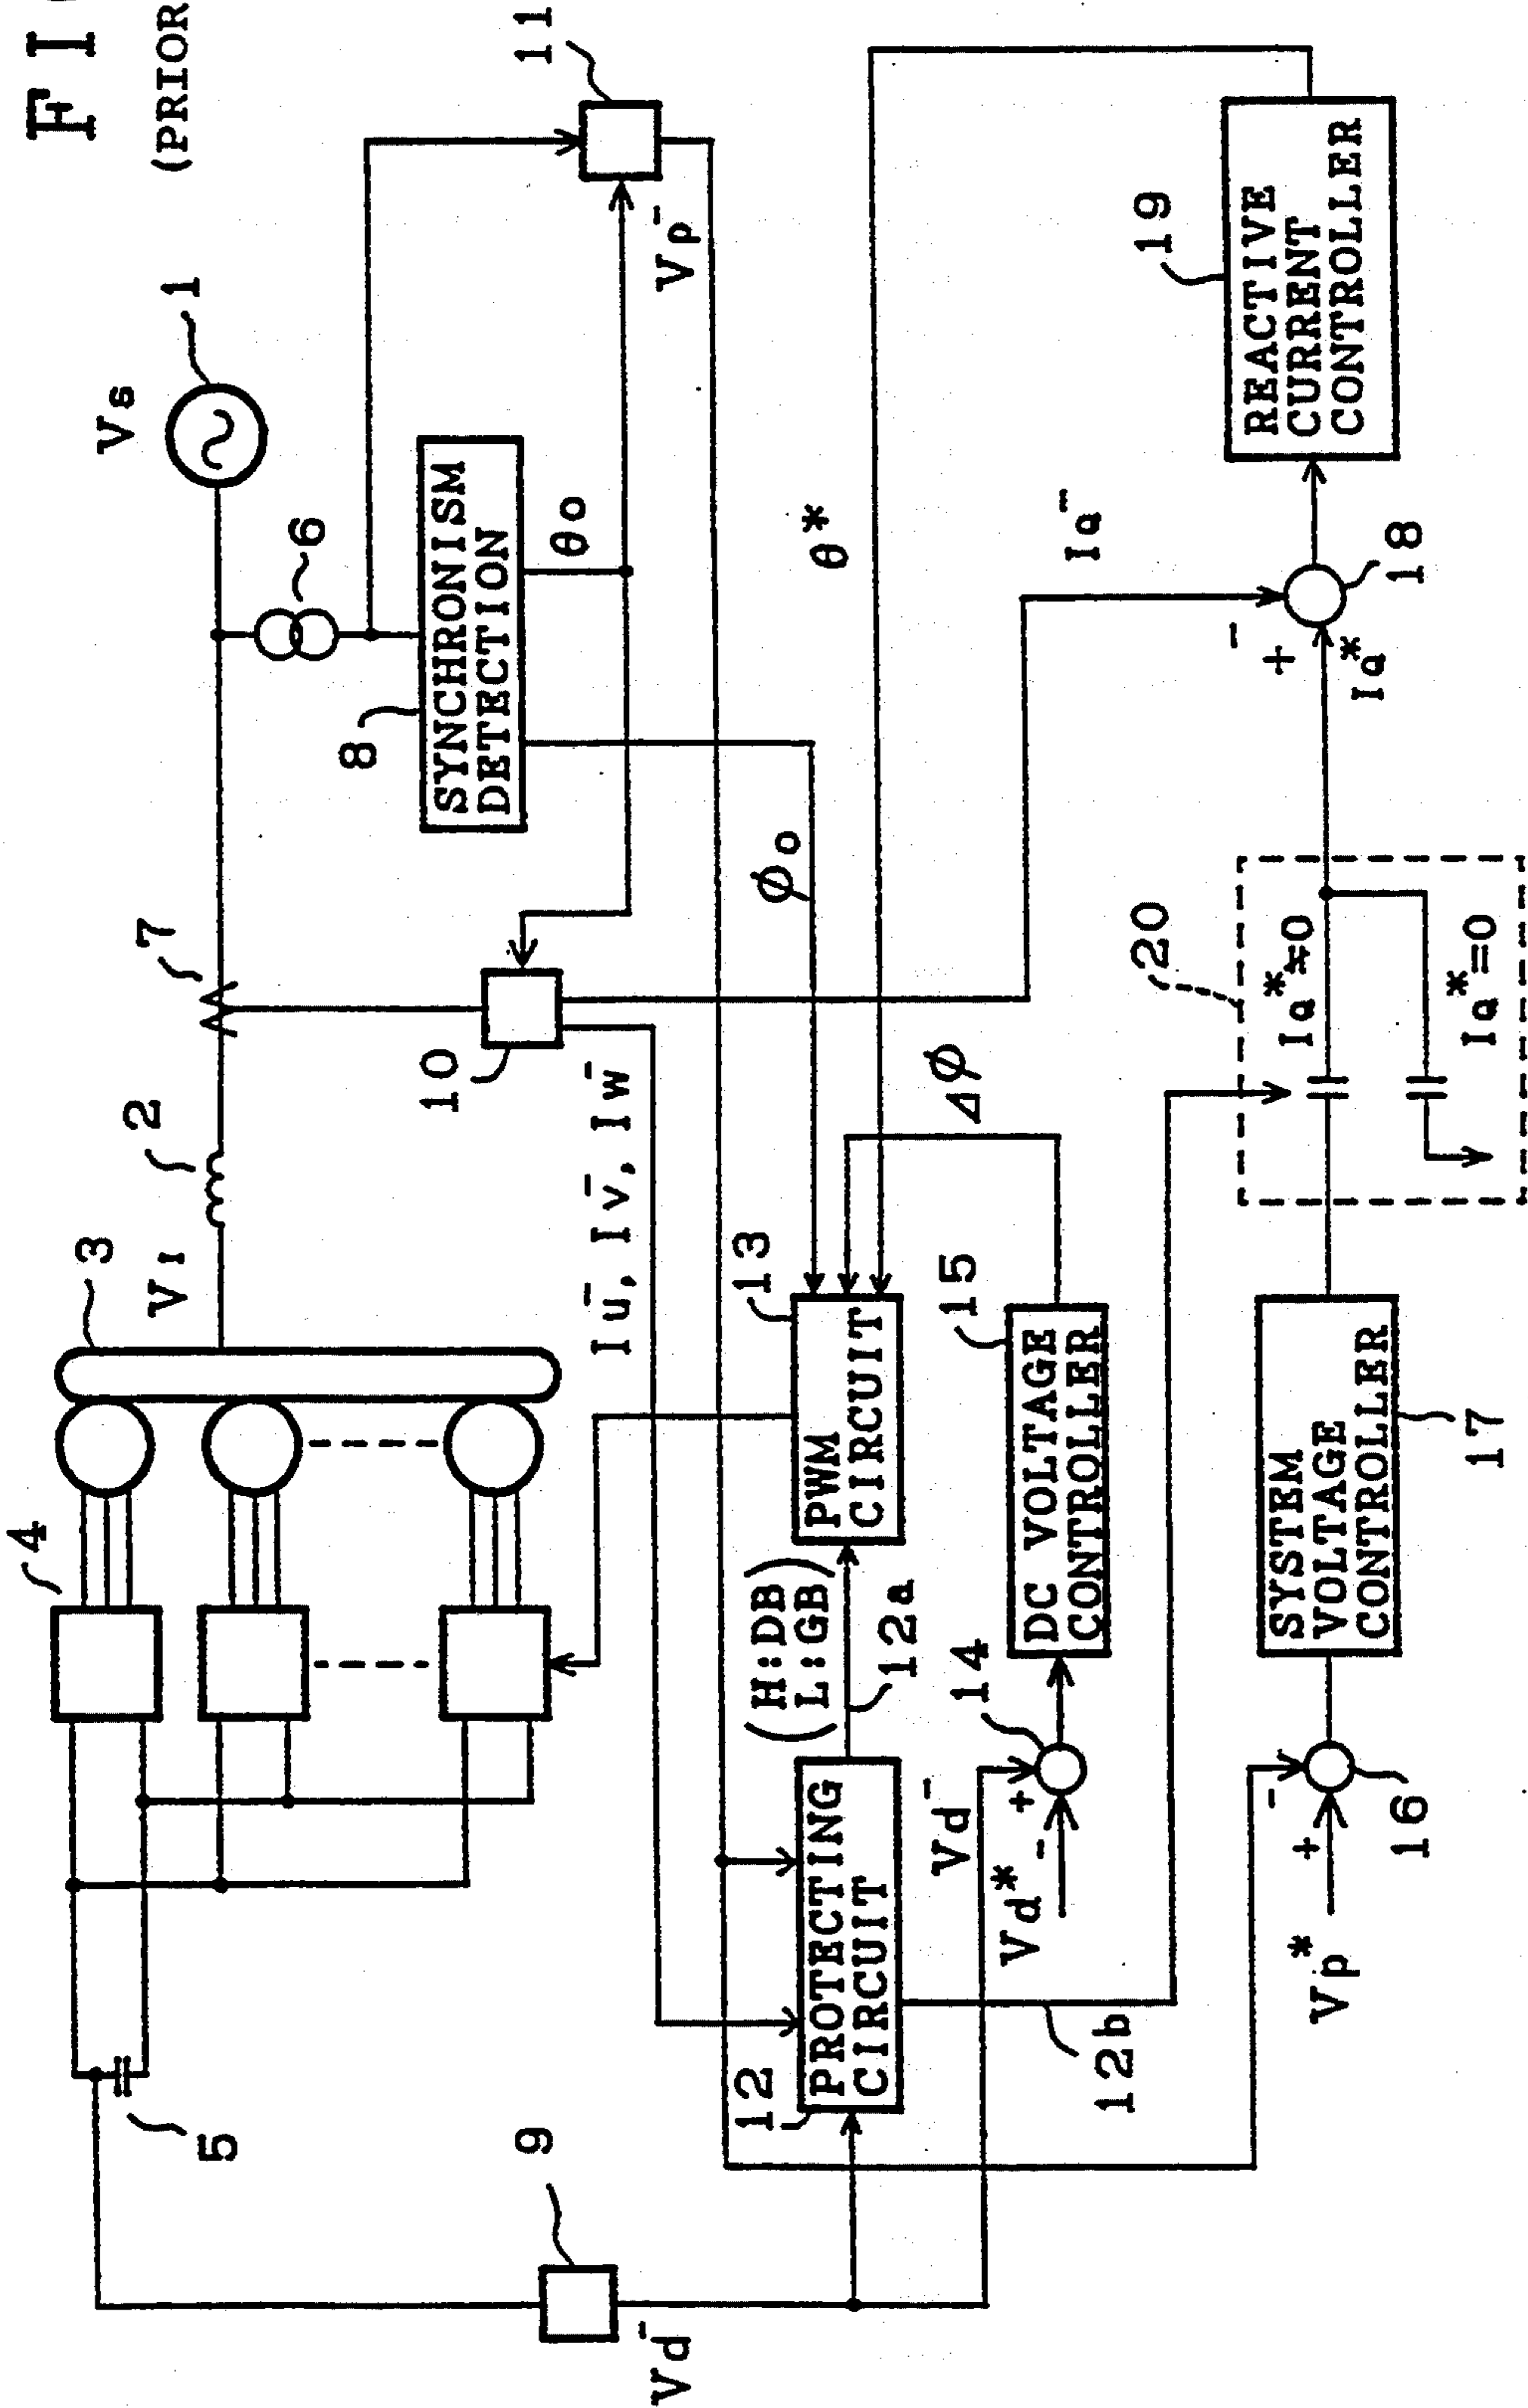 FI
(PRIOR
3
VI
2
7
Vs
1
4
6
11
5
10
8
SYNCHRONISM
DETECTION
θo
Vp-
9
Vd-
Iu-, Iv-, Iw-
φo
θ*
12
PROTECTING
CIRCUIT
(H:DB)
(L:GB)
12a
13
PWM
CIRCUIT
Δφ
Vd-
Vd*
+
-
14
15
DC VOLTAGE
CONTROLLER
12b
Vp*
+
-
16
SYSTEM
VOLTAGE
CONTROLLER
17
20
IQ*≠0
IQ*=0
IQ-
-
+
IQ*
18
19
REACTIVE
CURRENT
CONTROLLER